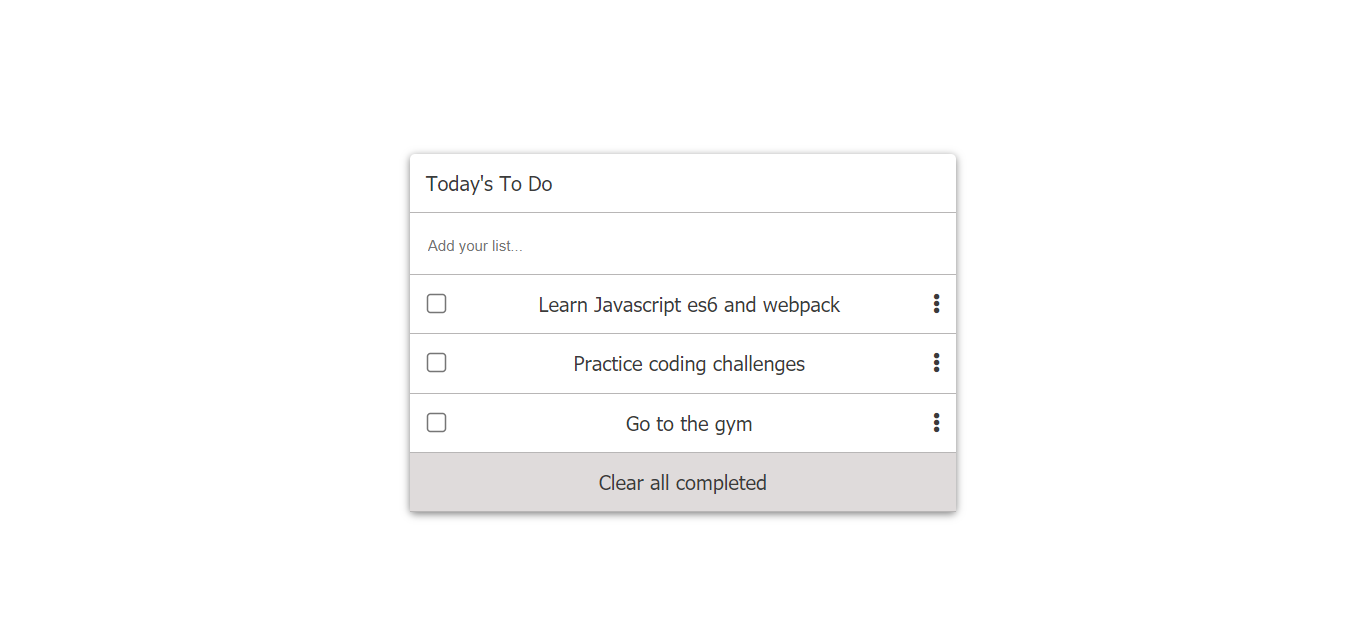 Today's To Do
Add your list...
Learn Javascript es6 and webpack
Practice coding challenges
Go to the gym
Clear all completed